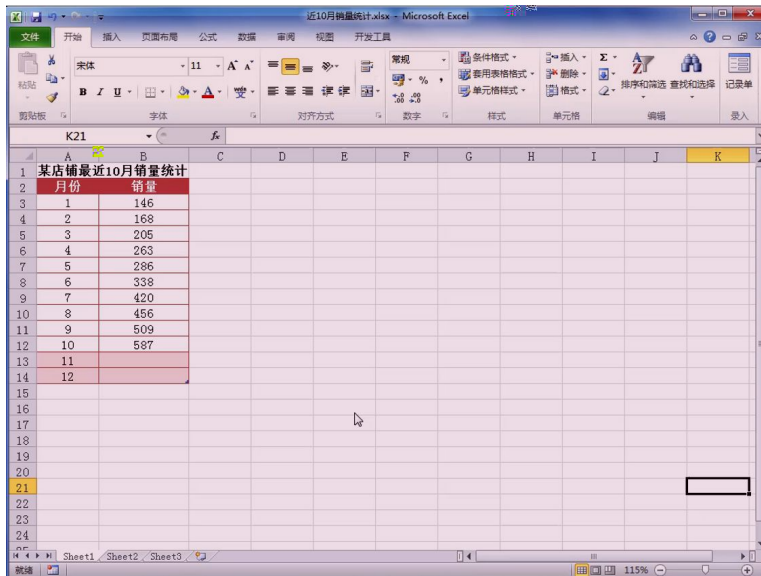 近10月销量统计.xlsx - Microsoft Excel
文件 开始 插入 页面布局 公式 数据 审阅 视图 开发工具
宋体 11 常规 条件格式 插入 Σ
粘贴 B I U A 变 % , 套用表格格式 删除 排序和筛选 查找和选择 记录单
单元格样式 格式
剪贴板 字体 对齐方式 数字 样式 单元格 编辑 录入
K21 fx
A B C D E F G H I J K
1 某店铺最近10月销量统计
2 月份 销量
3 1 146
4 2 168
5 3 205
6 4 263
7 5 286
8 6 338
9 7 420
10 8 456
11 9 509
12 10 587
13 11
14 12
15
16
17
18
19
20
21
22
23
24
25
Sheet1 Sheet2 Sheet3
就绪 115%